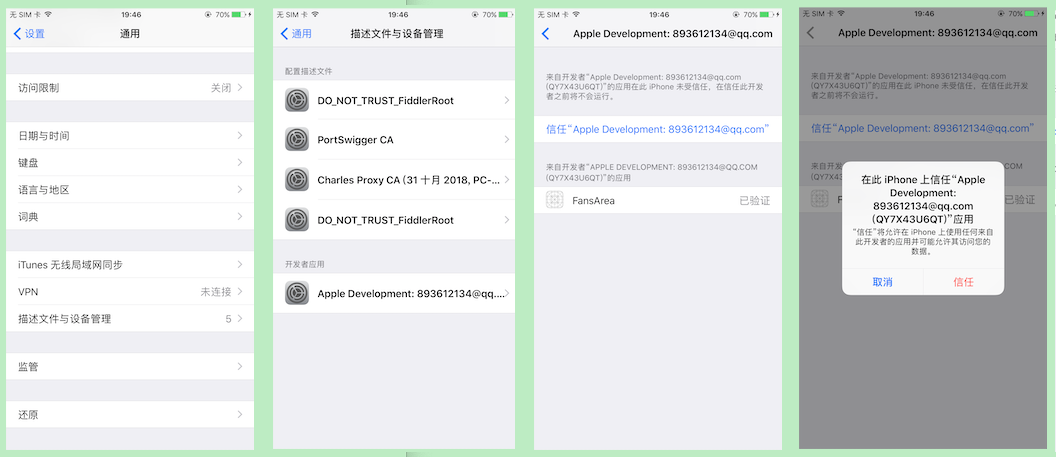 无 SIM 卡 19:46 70%
设置 通用
访问限制 关闭
日期与时间
键盘
语言与地区
词典
iTunes 无线局域网同步
VPN 未连接
描述文件与设备管理 5
监管
还原
无 SIM 卡 19:46 70%
通用 描述文件与设备管理
配置描述文件
DO_NOT_TRUST_FiddlerRoot
PortSwigger CA
Charles Proxy CA (31 十月 2018, PC-...
DO_NOT_TRUST_FiddlerRoot
开发者应用
Apple Development: 893612134@qq....
无 SIM 卡 19:46 70%
Apple Development: 893612134@qq.com
来自开发者“Apple Development: 893612134@qq.com
(QY7X43U6QT)”的应用在此 iPhone 未受信任，在信任此开发
者之前将不会运行。
信任“Apple Development: 893612134@qq.com”
来自开发者“APPLE DEVELOPMENT: 893612134@QQ.COM
(QY7X43U6QT)”的应用
FansArea 已验证
无 SIM 卡 19:46 70%
Apple Development: 893612134@qq.com
来自开发者“Apple Development: 893612134@qq.com
(QY7X43U6QT)”的应用在此 iPhone 未受信任，在信任此开发
者之前将不会运行。
信任“Apple Development: 893612134@qq.com”
在此 iPhone 上信任“Apple
Development:
893612134@qq.com
(QY7X43U6QT)”应用
“信任”将允许在 iPhone 上使用任何来自
此开发者的应用并可能允许其访问您的
数据。
取消 信任